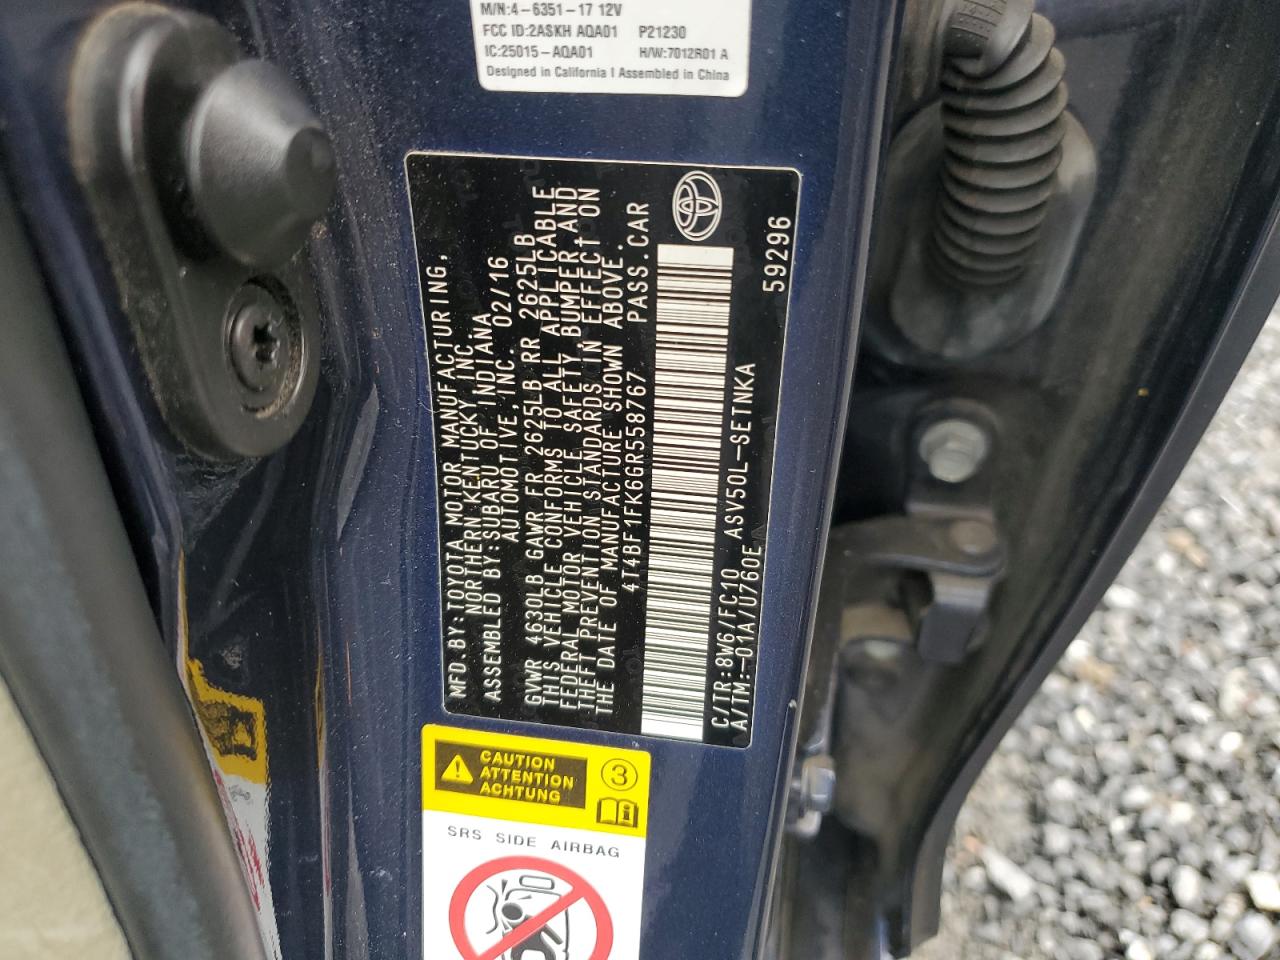 M/N:4-6351-17 12V
FCC ID:2ASKH AQA01 P21230
IC:25015-AQA01 H/W:7012R01 A
Designed in California | Assembled in China
MFD.BY:TOYOTA MOTOR MANUFACTURING,
NORTHERN KENTUCKY,INC.
ASSEMBLED BY:SUBARU OF INDIANA
AUTOMOTIVE,INC. 02/16
GVWR 4630LB GAWR FR 2625LB RR 2625LB
THIS VEHICLE CONFORMS TO ALL APPLICABLE
FEDERAL MOTOR VEHICLE SAFETY,BUMPER,AND
THEFT PREVENTION STANDARDS IN EFFECT ON
THE DATE OF MANUFACTURE SHOWN ABOVE.
4T4BF1FK6GR558767 PASS.CAR
C/TR:8W6/FC10 ASV50L-SETNKA
A/TM:-01A/U760E
59296
CAUTION
ATTENTION
ACHTUNG
3
SRS SIDE AIRBAG